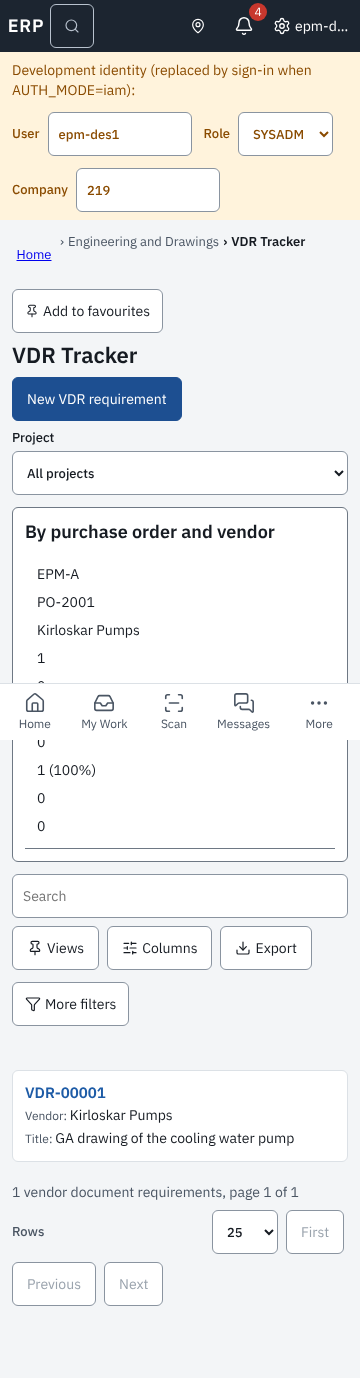 ERP
4
epm-d...
Development identity (replaced by sign-in when
AUTH_MODE=iam):
User epm-des1 Role SYSADM
Company 219
Home › Engineering and Drawings › VDR Tracker
Add to favourites
VDR Tracker
New VDR requirement
Project
All projects
By purchase order and vendor
EPM-A
PO-2001
Kirloskar Pumps
1
Home My Work Scan Messages More
0
1 (100%)
0
0
Search
Views Columns Export
More filters
VDR-00001
Vendor: Kirloskar Pumps
Title: GA drawing of the cooling water pump
1 vendor document requirements, page 1 of 1
Rows 25 First
Previous Next